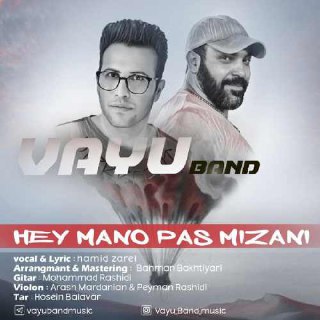 VAYU BAND
HEY MANO PAS MIZANI
vocal & Lyric : hamid zarei
Arrangmant & Mastering : Bahman Bakhtiyari
Gitar : Mohammad Rashidi
Violon : Arash Mardanian & Peyman Rashidi
Tar : Hosein Balavar
vayubandmusic Vayu_Band_music